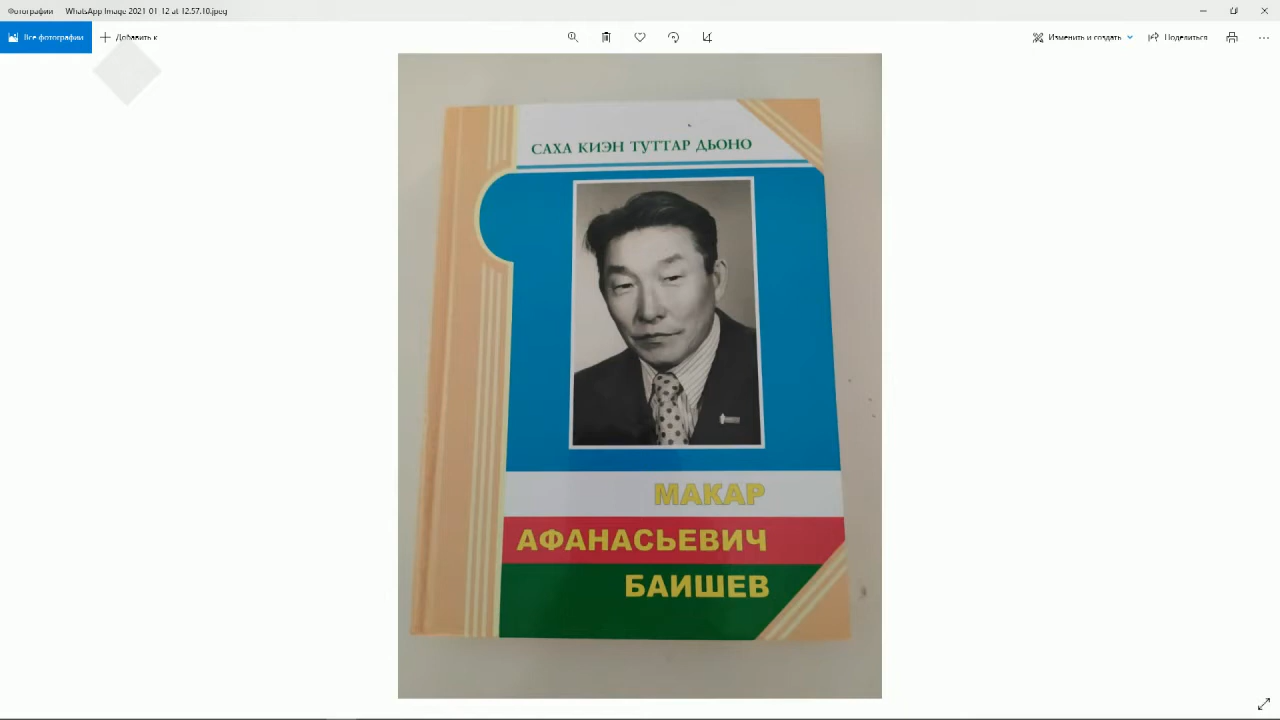 Фотографии - WhatsApp Image 2021-01-12 at 12.57.10.jpeg
Все фотографии
Добавить к
Изменить и создать
Поделиться
САХА КИЭН ТУТТАР ДЬОНО
МАКАР
АФАНАСЬЕВИЧ
БАИШЕВ